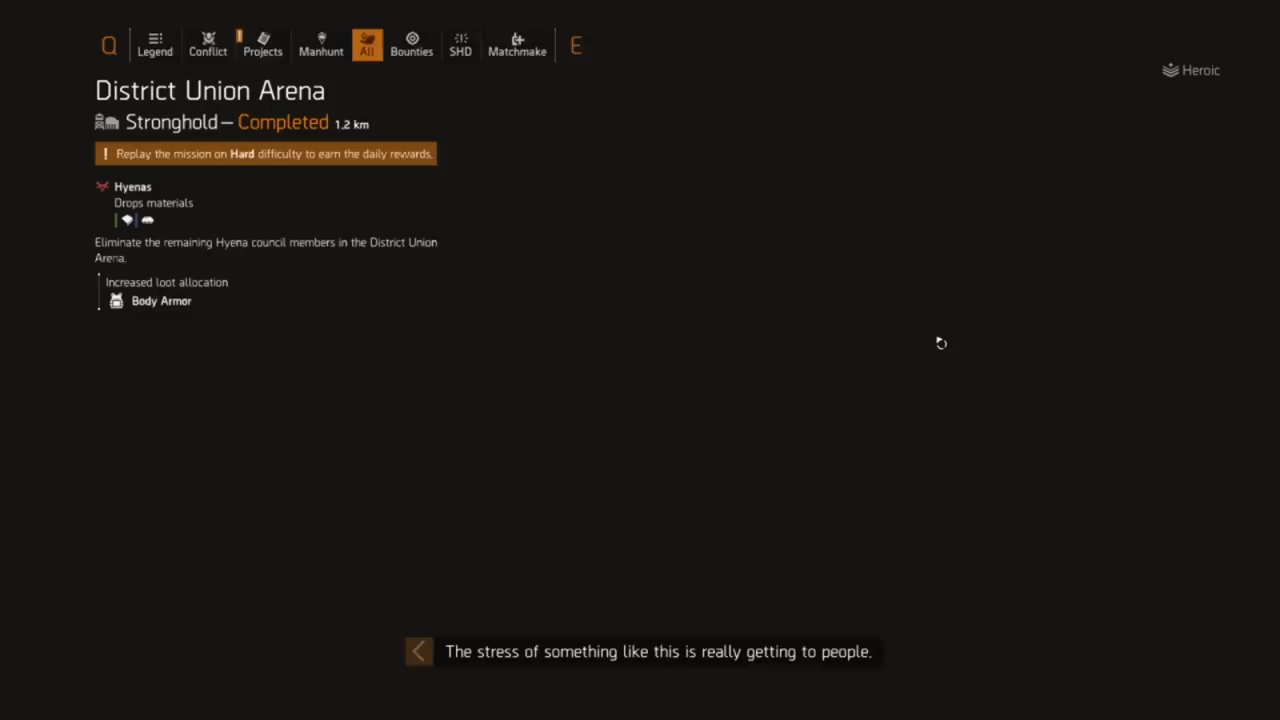 Q Legend Conflict Projects Manhunt All Bounties SHD Matchmake E
Heroic
District Union Arena
Stronghold – Completed 1.2 km
! Replay the mission on Hard difficulty to earn the daily rewards.
Hyenas
Drops materials
Eliminate the remaining Hyena council members in the District Union
Arena.
Increased loot allocation
Body Armor
The stress of something like this is really getting to people.